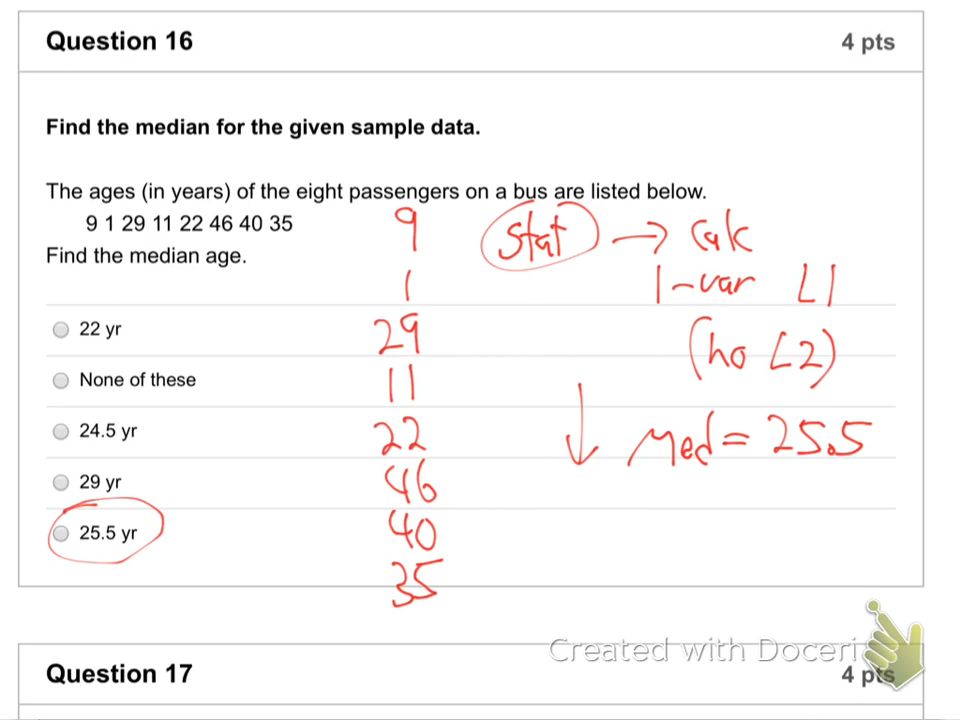 Question 16
4 pts
Find the median for the given sample data.
The ages (in years) of the eight passengers on a bus are listed below.
9 1 29 11 22 46 40 35
Find the median age.
22 yr
None of these
24.5 yr
29 yr
25.5 yr
9
1
29
11
22
46
40
35
Stat → calc
1-var L1
(no L2)
↓ Med = 25.5
Created with Doceri
Question 17
4 pts